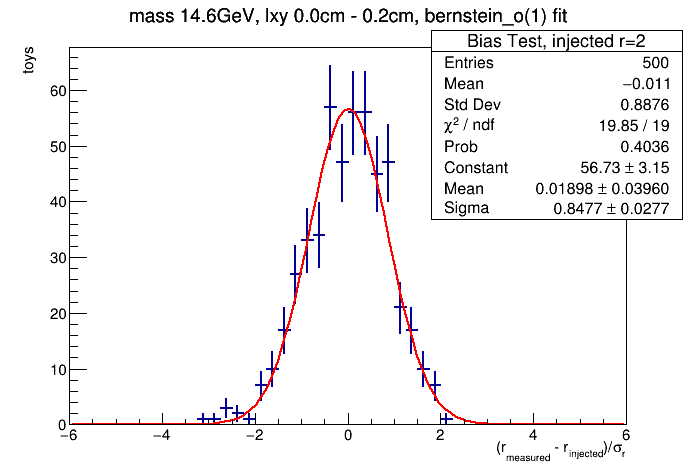 mass 14.6GeV, lxy 0.0cm - 0.2cm, bernstein_o(1) fit
Bias Test, injected r=2
Entries 500
Mean −0.011
Std Dev 0.8876
χ² / ndf 19.85 / 19
Prob 0.4036
Constant 56.73 ± 3.15
Mean 0.01898 ± 0.03960
Sigma 0.8477 ± 0.0277
toys
60
50
40
30
20
10
0
−6 −4 −2 0 2 4 6
(r_measured - r_injected)/σ_r